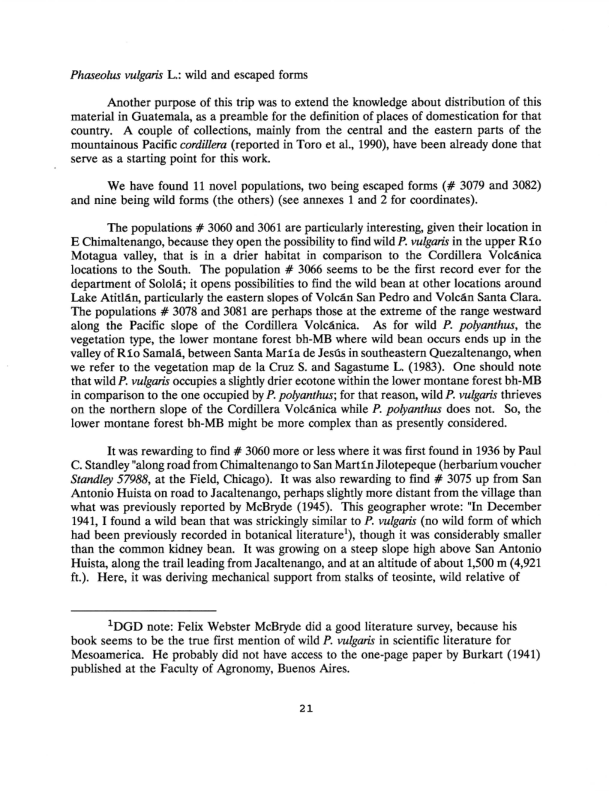 Phaseolus vulgaris L.: wild and escaped forms
Another purpose of this trip was to extend the knowledge about distribution of this
material in Guatemala, as a preamble for the definition of places of domestication for that
country. A couple of collections, mainly from the central and the eastern parts of the
mountainous Pacific cordillera (reported in Toro et al., 1990), have been already done that
serve as a starting point for this work.
We have found 11 novel populations, two being escaped forms (# 3079 and 3082)
and nine being wild forms (the others) (see annexes 1 and 2 for coordinates).
The populations # 3060 and 3061 are particularly interesting, given their location in
E Chimaltenango, because they open the possibility to find wild P. vulgaris in the upper Río
Motagua valley, that is in a drier habitat in comparison to the Cordillera Volcánica
locations to the South. The population # 3066 seems to be the first record ever for the
department of Sololá; it opens possibilities to find the wild bean at other locations around
Lake Atitlán, particularly the eastern slopes of Volcán San Pedro and Volcán Santa Clara.
The populations # 3078 and 3081 are perhaps those at the extreme of the range westward
along the Pacific slope of the Cordillera Volcánica. As for wild P. polyanthus, the
vegetation type, the lower montane forest bh-MB where wild bean occurs ends up in the
valley of Río Samalá, between Santa María de Jesús in southeastern Quezaltenango, when
we refer to the vegetation map de la Cruz S. and Sagastume L. (1983). One should note
that wild P. vulgaris occupies a slightly drier ecotone within the lower montane forest bh-MB
in comparison to the one occupied by P. polyanthus; for that reason, wild P. vulgaris thrieves
on the northern slope of the Cordillera Volcánica while P. polyanthus does not. So, the
lower montane forest bh-MB might be more complex than as presently considered.
It was rewarding to find # 3060 more or less where it was first found in 1936 by Paul
C. Standley "along road from Chimaltenango to San Martín Jilotepeque (herbarium voucher
Standley 57988, at the Field, Chicago). It was also rewarding to find # 3075 up from San
Antonio Huista on road to Jacaltenango, perhaps slightly more distant from the village than
what was previously reported by McBryde (1945). This geographer wrote: "In December
1941, I found a wild bean that was strickingly similar to P. vulgaris (no wild form of which
had been previously recorded in botanical literature¹), though it was considerably smaller
than the common kidney bean. It was growing on a steep slope high above San Antonio
Huista, along the trail leading from Jacaltenango, and at an altitude of about 1,500 m (4,921
ft.). Here, it was deriving mechanical support from stalks of teosinte, wild relative of
¹DGD note: Felix Webster McBryde did a good literature survey, because his
book seems to be the true first mention of wild P. vulgaris in scientific literature for
Mesoamerica. He probably did not have access to the one-page paper by Burkart (1941)
published at the Faculty of Agronomy, Buenos Aires.
21